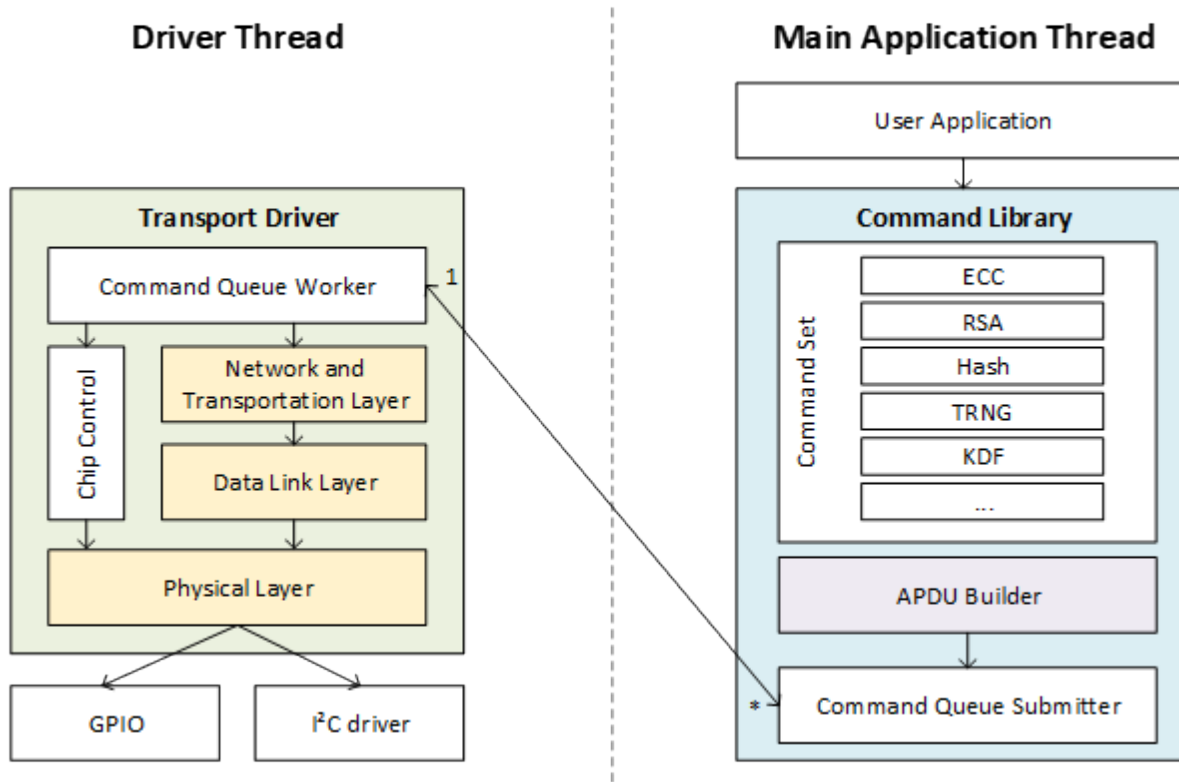 Driver Thread
Main Application Thread
User Application
Transport Driver
Command Queue Worker
1
Chip Control
Network and
Transportation Layer
Data Link Layer
Physical Layer
GPIO
I²C driver
Command Library
Command Set
ECC
RSA
Hash
TRNG
KDF
...
APDU Builder
*
Command Queue Submitter